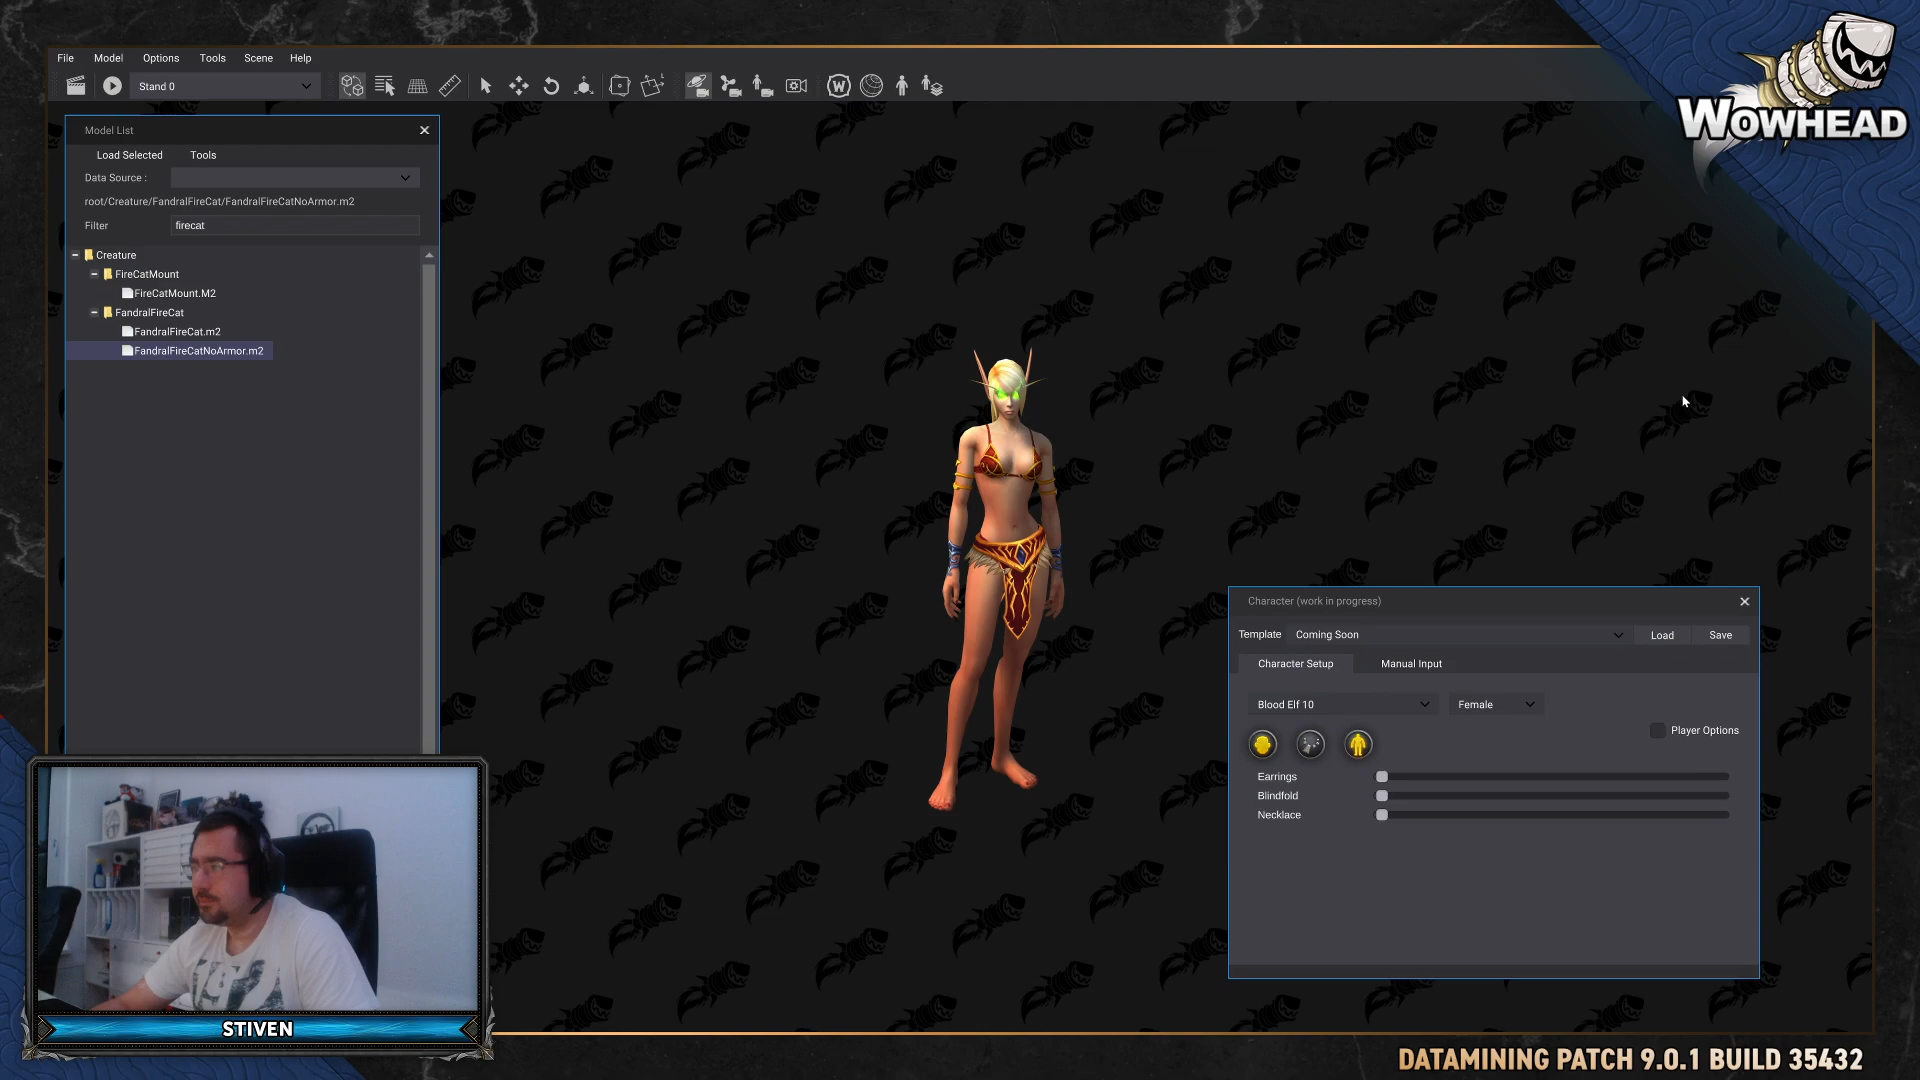 File Model Options Tools Scene Help
Stand 0
WOWHEAD
Model List
Load Selected Tools
Data Source :
root/Creature/FandralFireCat/FandralFireCatNoArmor.m2
Filter firecat
Creature
FireCatMount
FireCatMount.M2
FandralFireCat
FandralFireCat.m2
FandralFireCatNoArmor.m2
Character (work in progress)
Template Coming Soon Load Save
Character Setup Manual Input
Blood Elf 10 Female
Player Options
Earrings
Blindfold
Necklace
STIVEN
DATAMINING PATCH 9.0.1 BUILD 35432